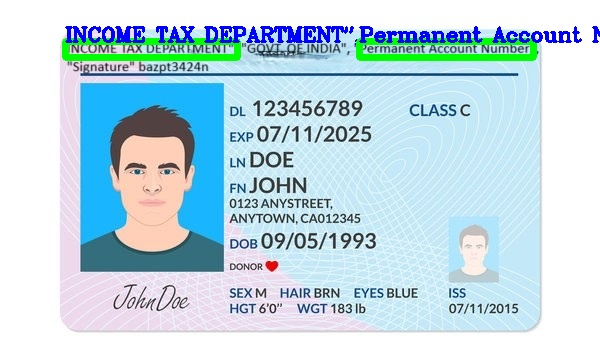 INCOME TAX DEPARTMENT" Permanent Account N
INCOME TAX DEPARTMENT", "GOVT. OF INDIA", Permanent Account Number
"Signature" bazpt3424n
DL 123456789 CLASS C
EXP 07/11/2025
LN DOE
FN JOHN
0123 ANYSTREET,
ANYTOWN, CA012345
DOB 09/05/1993
DONOR
JohnDoe
SEX M HAIR BRN EYES BLUE ISS
HGT 6'0" WGT 183 lb 07/11/2015